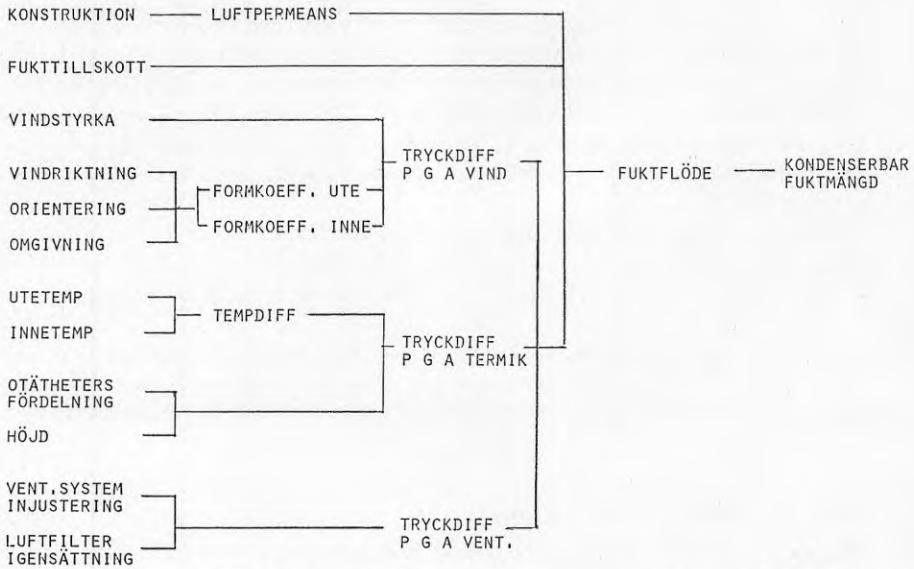 KONSTRUKTION LUFTPERMEANS
FUKTTILLSKOTT
VINDSTYRKA
TRYCKDIFF
P G A VIND
VINDRIKTNING
FUKTFLÖDE
KONDENSERBAR
FUKTMÄNGD
FORMKOEFF. UTE
ORIENTERING
FORMKOEFF. INNE
OMGIVNING
UTETEMP
TEMPDIFF
INNETEMP
TRYCKDIFF
P G A TERMIK
OTÄTHETERS
FÖRDELNING
HÖJD
VENT.SYSTEM
INJUSTERING
TRYCKDIFF
P G A VENT.
LUFTFILTER
IGENSÄTTNING